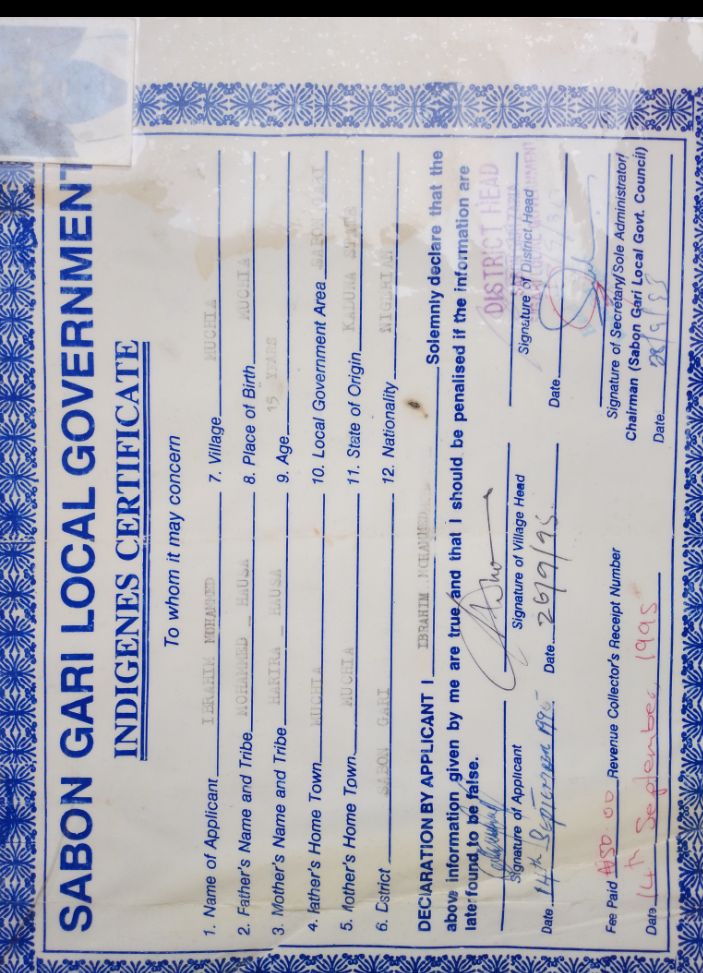 SABON GARI LOCAL GOVERNMENT
INDIGENES CERTIFICATE
To whom it may concern
1. Name of Applicant IBRAHIM MOHAMMED
2. Father's Name and Tribe MOHAMMED _ HAUSA
3. Mother's Name and Tribe HARIRA _ HAUSA
4. Father's Home Town MUCHIA
5. Mother's Home Town MUCHIA
6. Dstrict SABON GARI
7. Village MUCHIA
8. Place of Birth MUCHIA
9. Age 15 YEARS
10. Local Government Area SABON GARI
11. State of Origin KADUNA STATE
12. Nationality NIGERIAN
DECLARATION BY APPLICANT I IBRAHIM MOHAMMED Solemnly declare that the
above information given by me are true and that I should be penalised if the information are
later found to be false.
Signature of Applicant
Date 14th September 1995
Signature of Village Head
Date 26/9/95
DISTRICT HEAD
Signature of District Head
Date
Fee Paid ₦50.00 Revenue Collector's Receipt Number
Date 14th September, 1995
Signature of Secretary/Sole Administrator/
Chairman (Sabon Gari Local Govt. Council)
Date 28/9/95